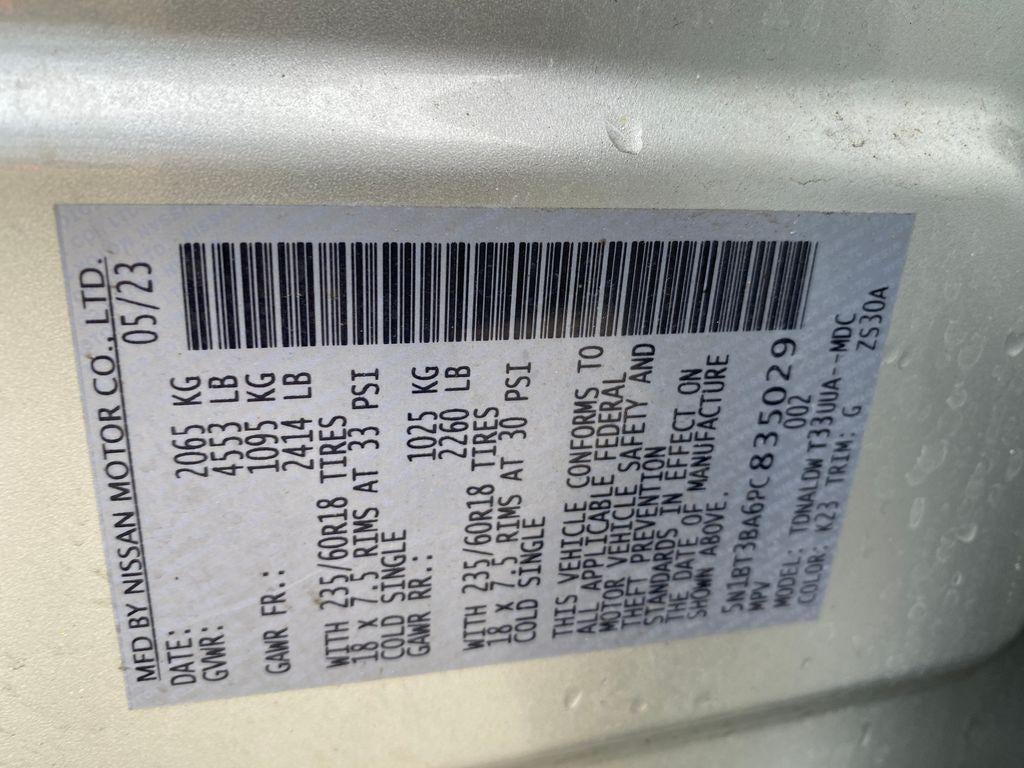 MFD BY NISSAN MOTOR CO., LTD.
DATE: 05/23
GVWR: 2065 KG
4553 LB
GAWR FR.: 1095 KG
2414 LB
WITH 235/60R18 TIRES
18 X 7.5 RIMS AT 33 PSI
COLD SINGLE
GAWR RR.: 1025 KG
2260 LB
WITH 235/60R18 TIRES
18 X 7.5 RIMS AT 30 PSI
COLD SINGLE
THIS VEHICLE CONFORMS TO
ALL APPLICABLE FEDERAL
MOTOR VEHICLE SAFETY AND
THEFT PREVENTION
STANDARDS IN EFFECT ON
THE DATE OF MANUFACTURE
SHOWN ABOVE.
5N1BT3BA6PC835029
MPV 002
MODEL: TDNALDWT33UUA--MDC
COLOR: K23 TRIM: G ZS30A